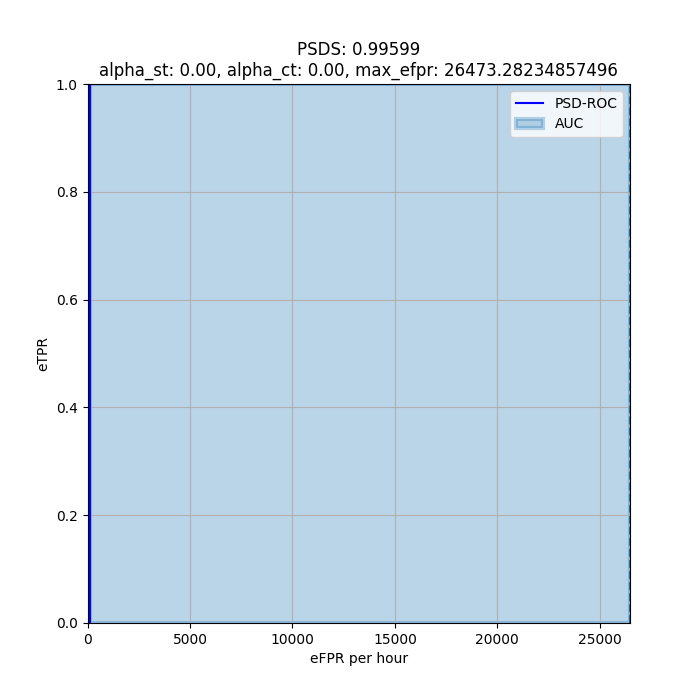 PSDS: 0.99599
alpha_st: 0.00, alpha_ct: 0.00, max_efpr: 26473.28234857496
PSD-ROC
AUC
1.0
0.8
0.6
0.4
0.2
0.0
eTPR
0
5000
10000
15000
20000
25000
eFPR per hour